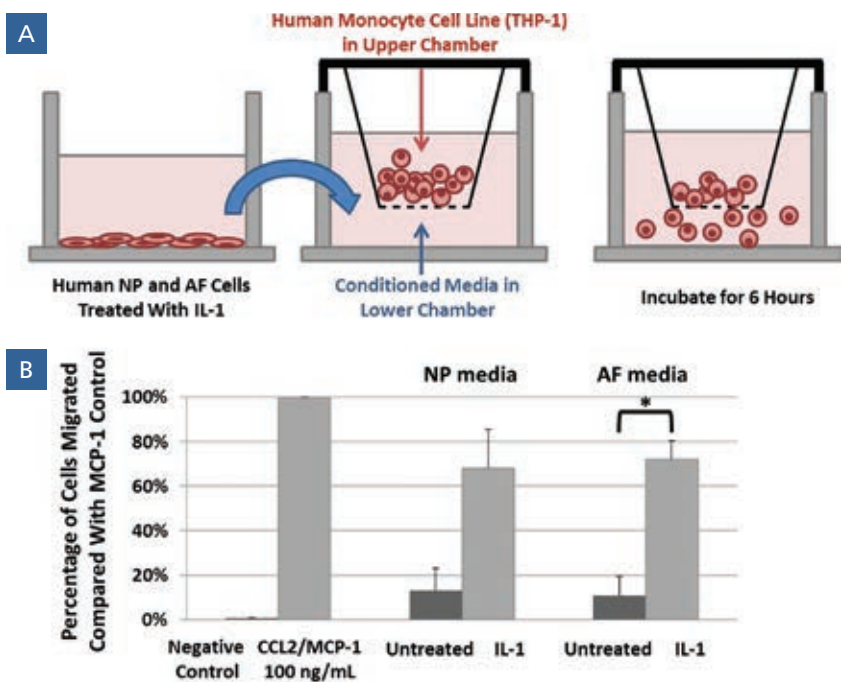 A
Human Monocyte Cell Line (THP-1)
in Upper Chamber
Human NP and AF Cells
Treated With IL-1
Conditioned Media in
Lower Chamber
Incubate for 6 Hours
B
Percentage of Cells Migrated
Compared With MCP-1 Control
NP media
AF media
100%
80%
60%
40%
20%
0%
*
Negative
Control
CCL2/MCP-1
100 ng/mL
Untreated
IL-1
Untreated
IL-1